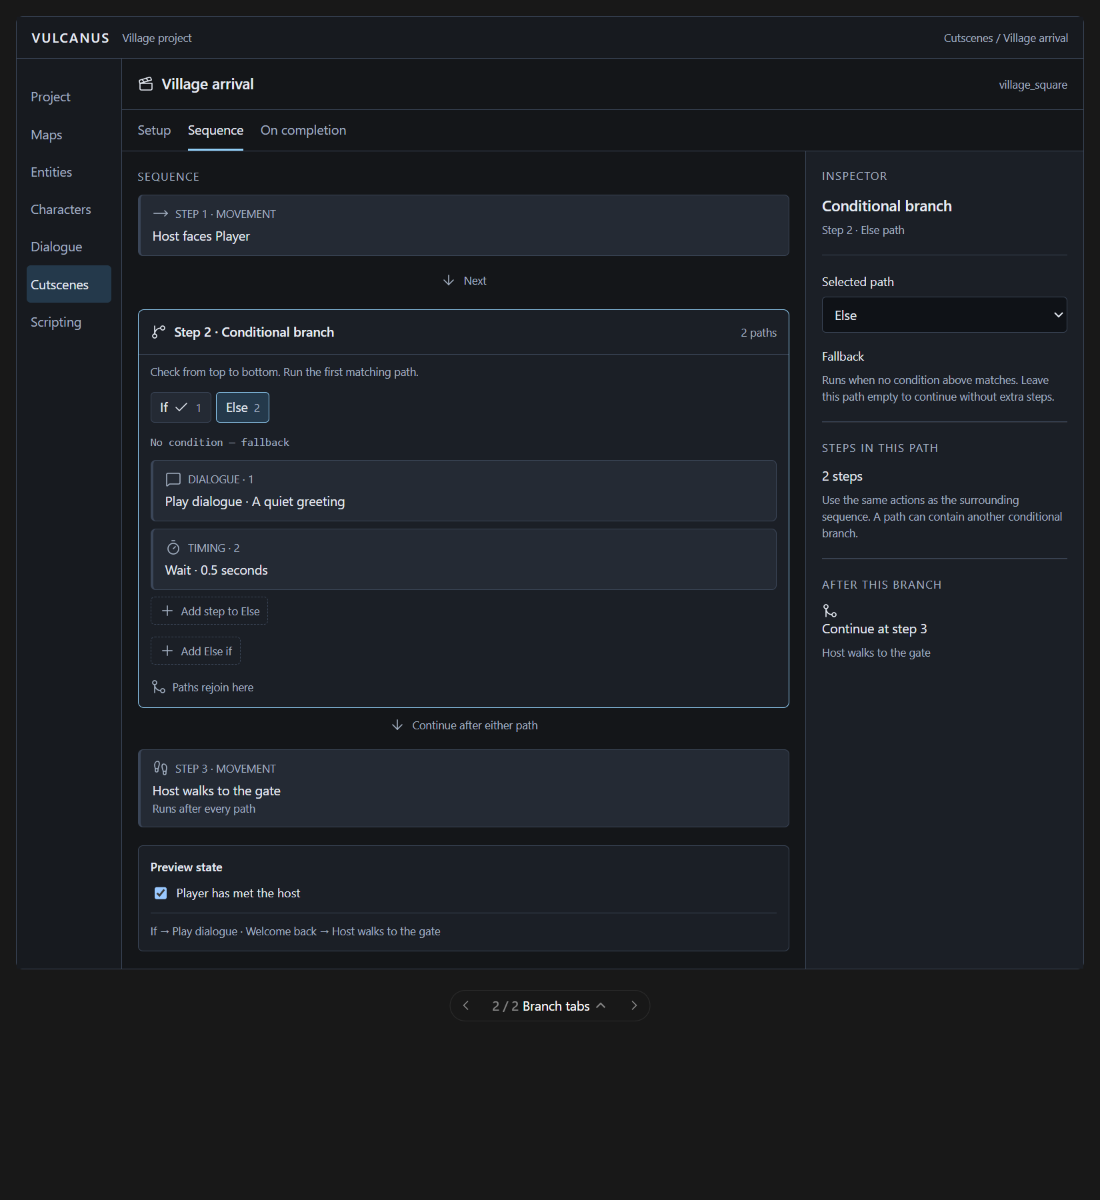 VULCANUS Village project
Cutscenes / Village arrival
Project
Maps
Entities
Characters
Dialogue
Cutscenes
Scripting
Village arrival
village_square
Setup Sequence On completion
SEQUENCE
STEP 1 · MOVEMENT
Host faces Player
Next
Step 2 · Conditional branch
2 paths
Check from top to bottom. Run the first matching path.
If 1 Else 2
No condition — fallback
DIALOGUE · 1
Play dialogue · A quiet greeting
TIMING · 2
Wait · 0.5 seconds
Add step to Else
Add Else if
Paths rejoin here
Continue after either path
STEP 3 · MOVEMENT
Host walks to the gate
Runs after every path
Preview state
Player has met the host
If → Play dialogue · Welcome back → Host walks to the gate
INSPECTOR
Conditional branch
Step 2 · Else path
Selected path
Else
Fallback
Runs when no condition above matches. Leave
this path empty to continue without extra steps.
STEPS IN THIS PATH
2 steps
Use the same actions as the surrounding
sequence. A path can contain another conditional
branch.
AFTER THIS BRANCH
Continue at step 3
Host walks to the gate
2 / 2 Branch tabs